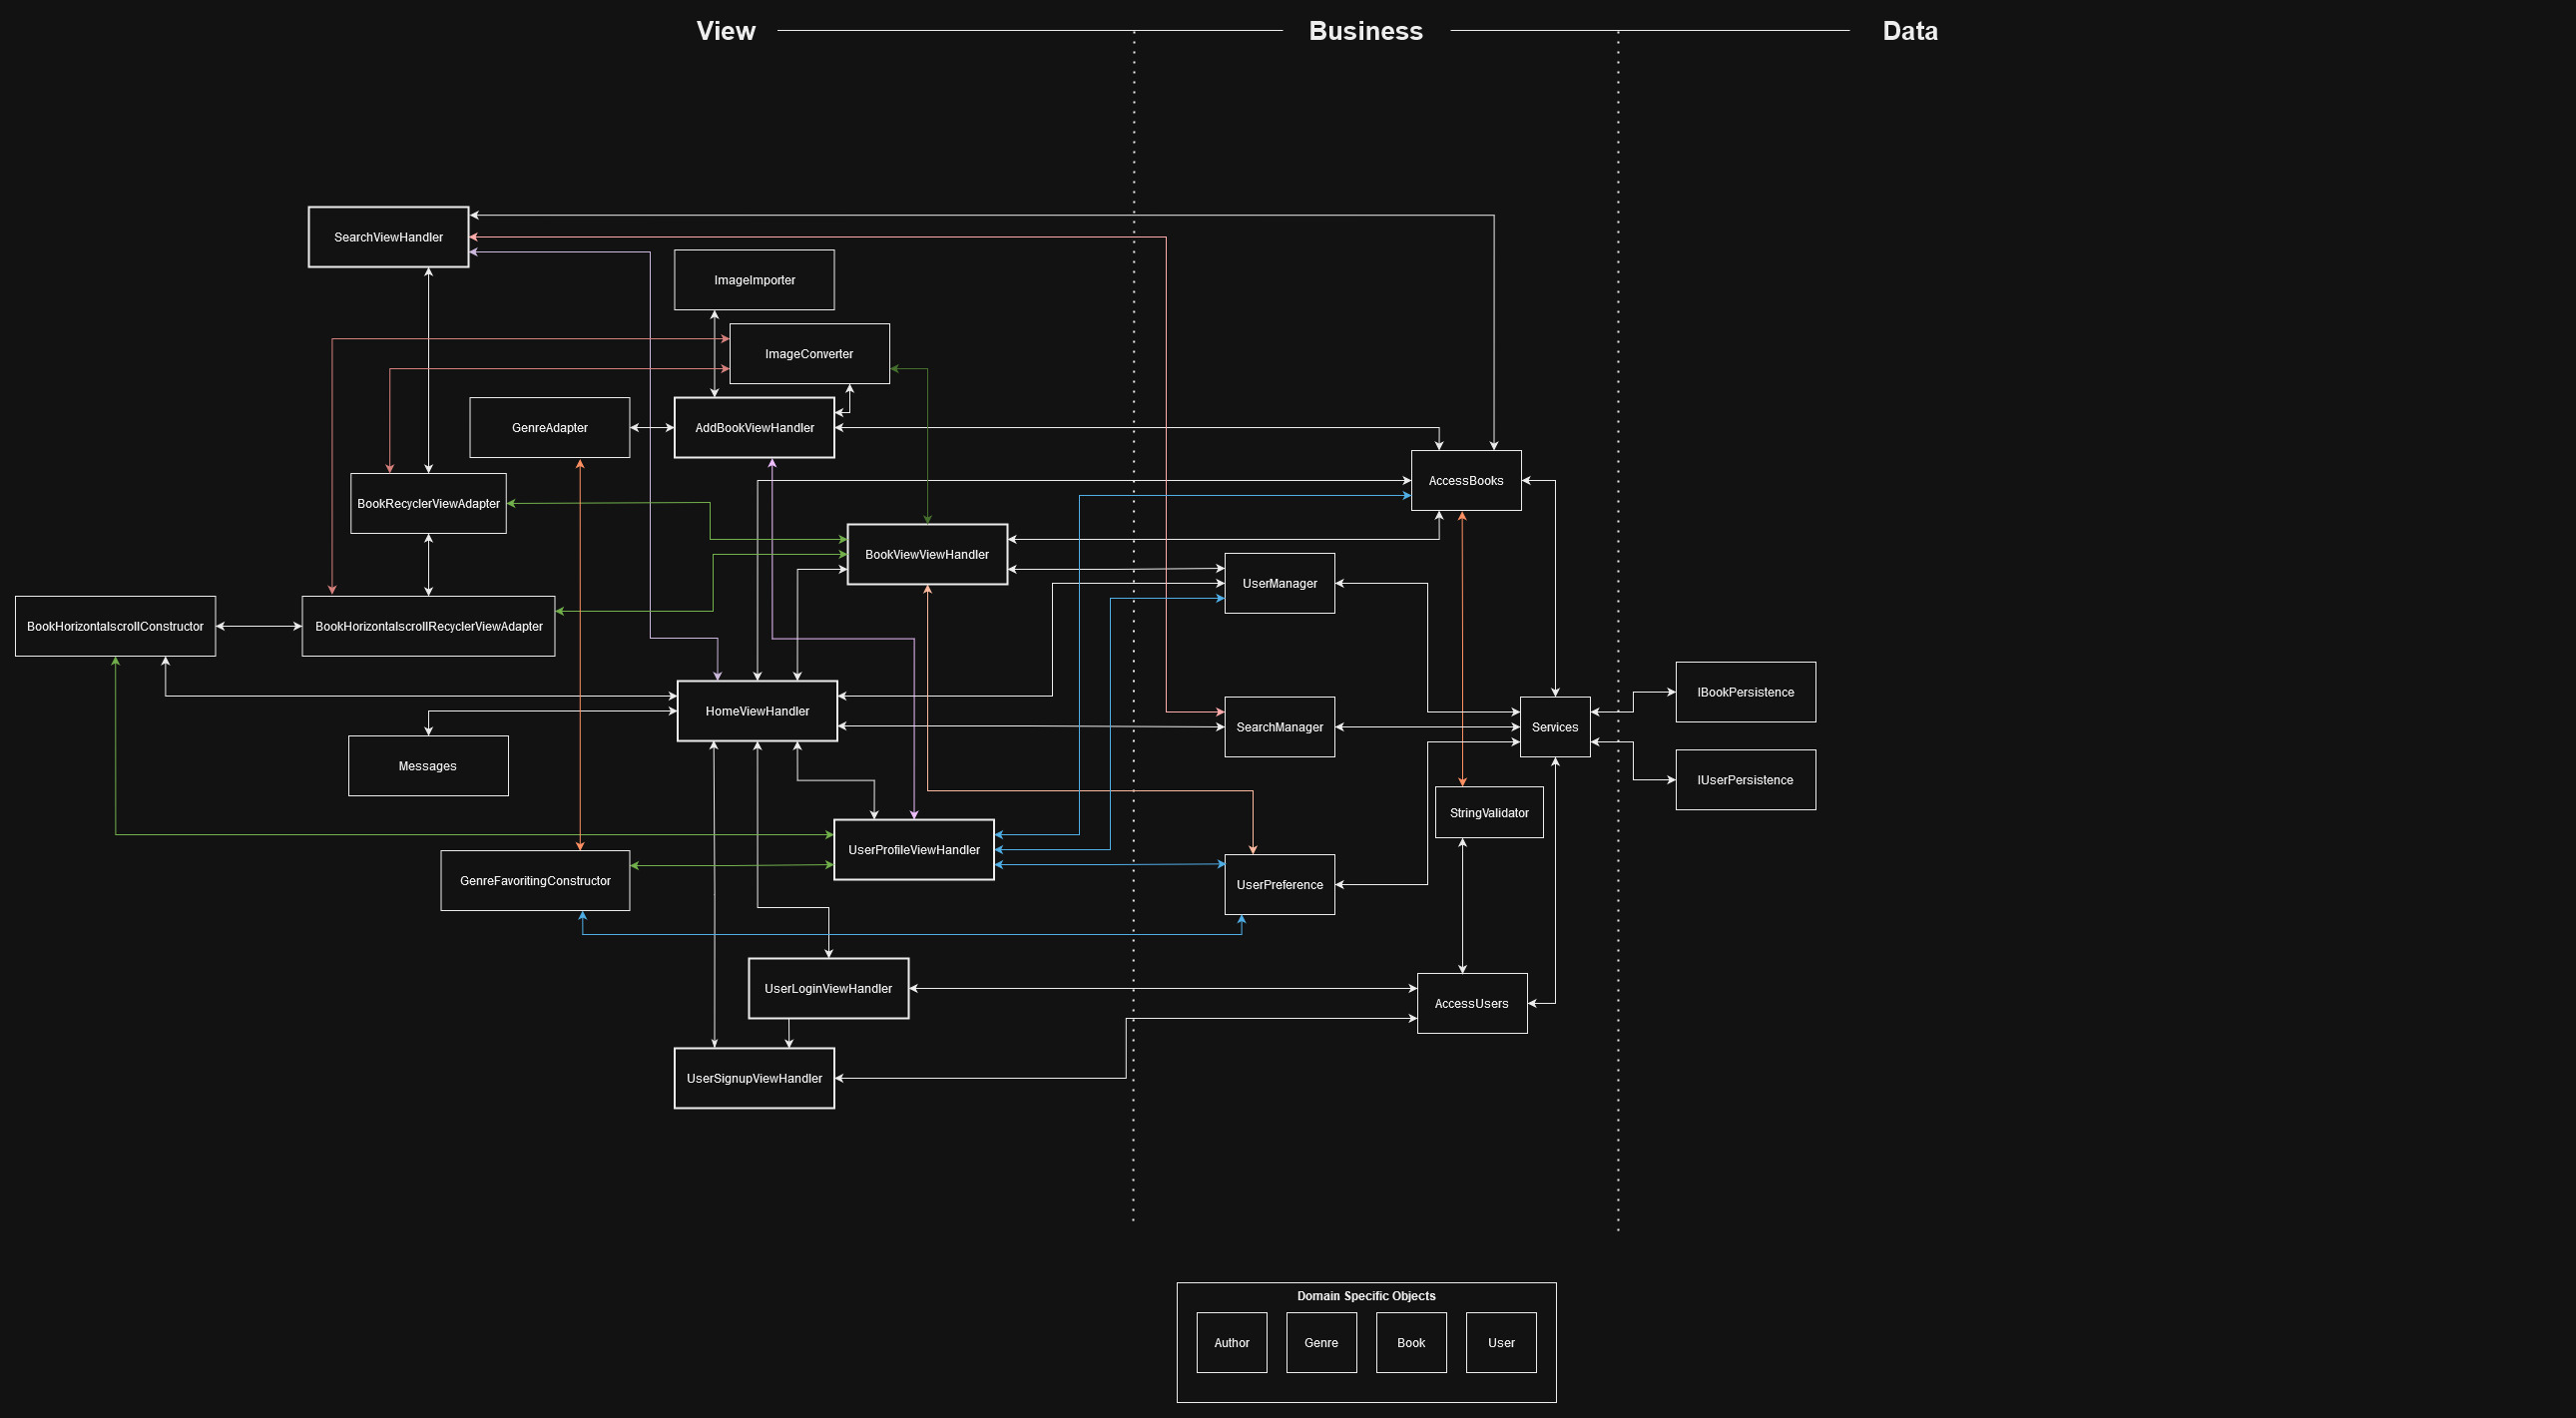 View
Business
Data
SearchViewHandler
ImageImporter
ImageConverter
GenreAdapter
AddBookViewHandler
AccessBooks
BookRecyclerViewAdapter
BookViewViewHandler
UserManager
BookHorizontalscrollConstructor
BookHorizontalscrollRecyclerViewAdapter
IBookPersistence
HomeViewHandler
SearchManager
Services
Messages
IUserPersistence
StringValidator
UserProfileViewHandler
GenreFavoritingConstructor
UserPreference
UserLoginViewHandler
AccessUsers
UserSignupViewHandler
Domain Specific Objects
Author
Genre
Book
User